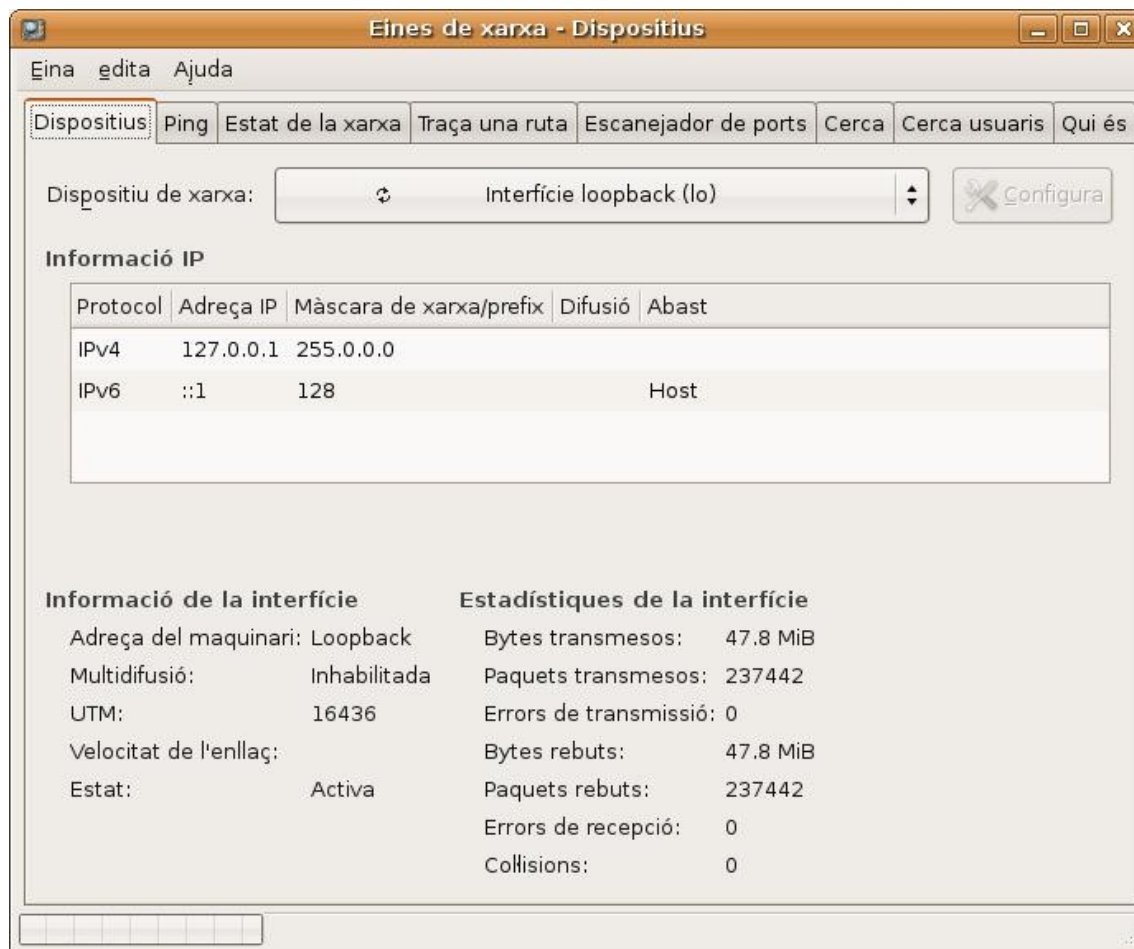 Eines de xarxa - Dispositius
Eina edita Ajuda
Dispositius Ping Estat de la xarxa Traça una ruta Escanejador de ports Cerca Cerca usuaris Qui és
Dispositiu de xarxa: Interfície loopback (lo) Configura
Informació IP
Protocol Adreça IP Màscara de xarxa/prefix Difusió Abast
IPv4 127.0.0.1 255.0.0.0
IPv6 ::1 128 Host
Informació de la interfície
Adreça del maquinari: Loopback
Multidifusió: Inhabilitada
UTM: 16436
Velocitat de l'enllaç:
Estat: Activa
Estadístiques de la interfície
Bytes transmesos: 47.8 MiB
Paquets transmesos: 237442
Errors de transmissió: 0
Bytes rebuts: 47.8 MiB
Paquets rebuts: 237442
Errors de recepció: 0
Col·lisions: 0